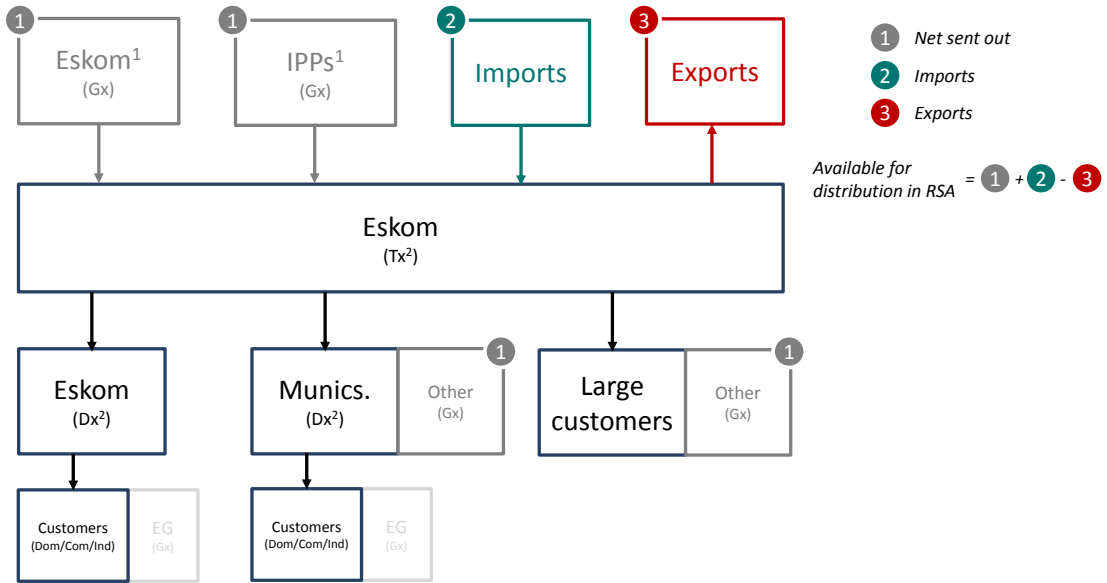 1
Eskom¹
(Gx)
1
IPPs¹
(Gx)
2
Imports
3
Exports
1 Net sent out
2 Imports
3 Exports
Available for
distribution in RSA = 1 + 2 - 3
Eskom
(Tx²)
Eskom
(Dx²)
Munics.
(Dx²)
Other
(Gx)
1
Large
customers
Other
(Gx)
1
Customers
(Dom/Com/Ind)
EG
(Gx)
Customers
(Dom/Com/Ind)
EG
(Gx)